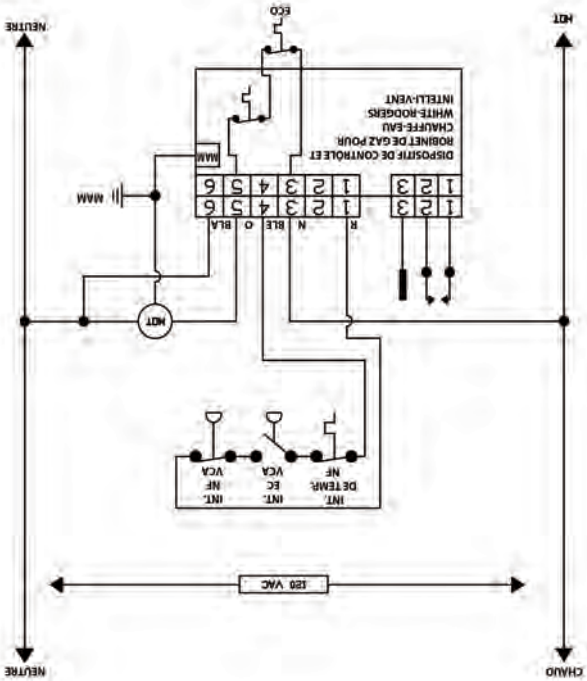 CHAUD
NEUTRE
120 VAC
INT.
DE TEMP.
NF
INT.
EC
VCA
INT.
NF
VCA
MOT
R N BLE O BLA
1 2 3 1 2 3 4 5 6
1 2 3 1 2 3 4 5 6
MAM
MAM
DISPOSITIF DE CONTRÔLE ET
ROBINET DE GAZ POUR
CHAUFFE-EAU
WHITE-RODGERS
INTELLI-VENT
ECO
HOT
NEUTRE